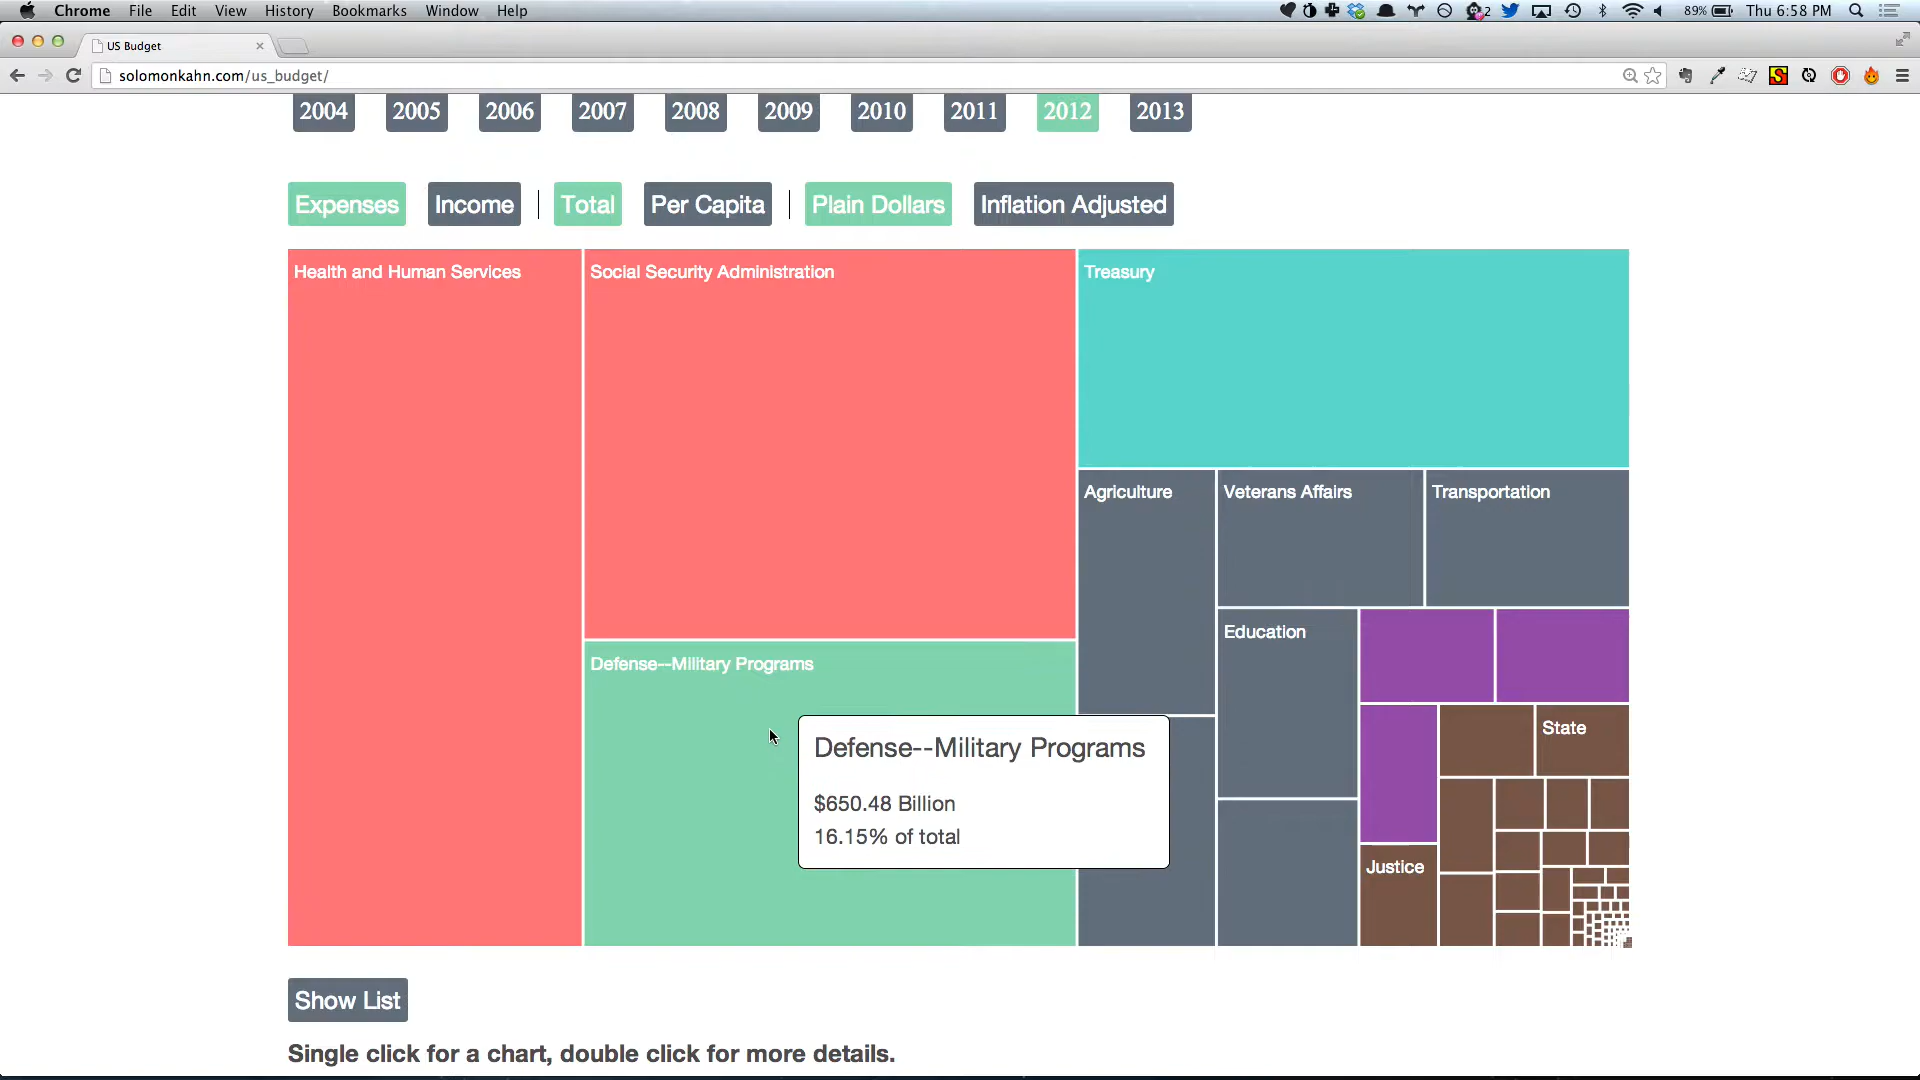 Chrome File Edit View History Bookmarks Window Help
2 89% Thu 6:58 PM
US Budget
solomonkahn.com/us_budget/
2004 2005 2006 2007 2008 2009 2010 2011 2012 2013
Expenses Income | Total Per Capita | Plain Dollars Inflation Adjusted
Health and Human Services
Social Security Administration
Treasury
Agriculture
Veterans Affairs
Transportation
Education
Defense--Military Programs
Defense--Military Programs
$650.48 Billion
16.15% of total
State
Justice
Show List
Single click for a chart, double click for more details.